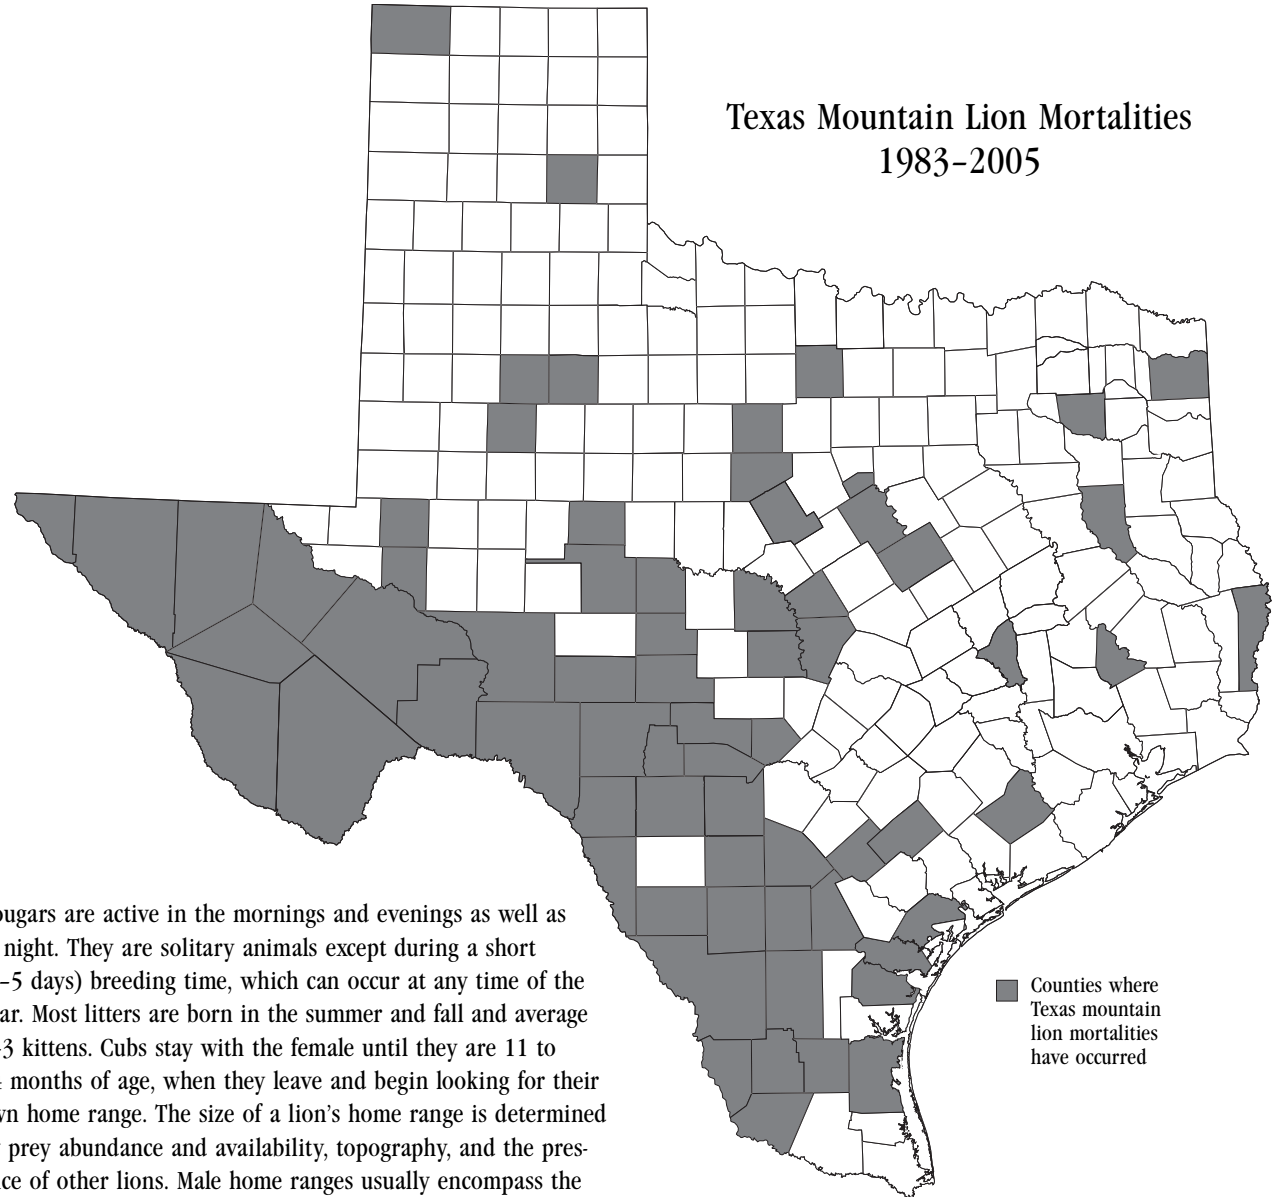 Texas Mountain Lion Mortalities
1983–2005
ougars are active in the mornings and evenings as well as
night. They are solitary animals except during a short
–5 days) breeding time, which can occur at any time of the
ar. Most litters are born in the summer and fall and average
3 kittens. Cubs stay with the female until they are 11 to
months of age, when they leave and begin looking for their
wn home range. The size of a lion’s home range is determined
prey abundance and availability, topography, and the pres-
ce of other lions. Male home ranges usually encompass the
Counties where
Texas mountain
lion mortalities
have occurred